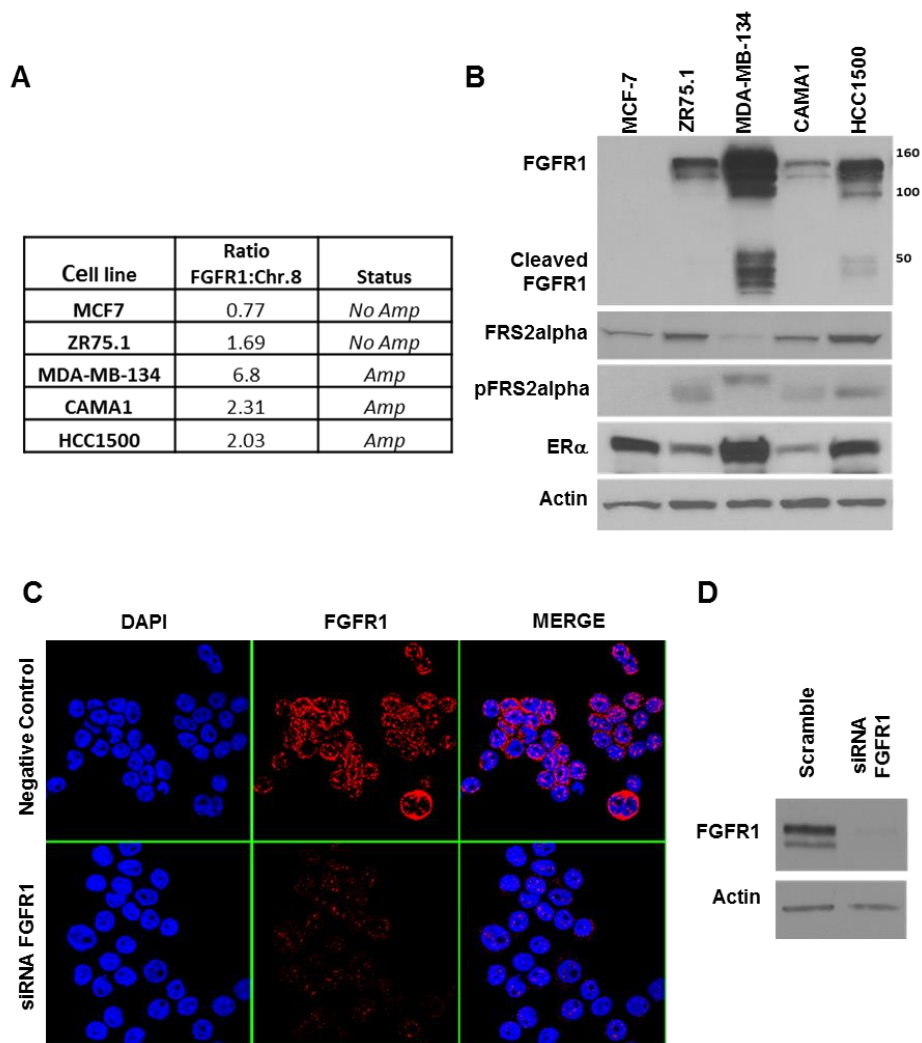 A
Cell line Ratio FGFR1:Chr.8 Status
MCF7 0.77 No Amp
ZR75.1 1.69 No Amp
MDA-MB-134 6.8 Amp
CAMA1 2.31 Amp
HCC1500 2.03 Amp
B
MCF-7 ZR75.1 MDA-MB-134 CAMA1 HCC1500
FGFR1
160
100
50
Cleaved
FGFR1
FRS2alpha
pFRS2alpha
ERα
Actin
C
DAPI FGFR1 MERGE
Negative Control
siRNA FGFR1
D
Scramble
siRNA
FGFR1
FGFR1
Actin